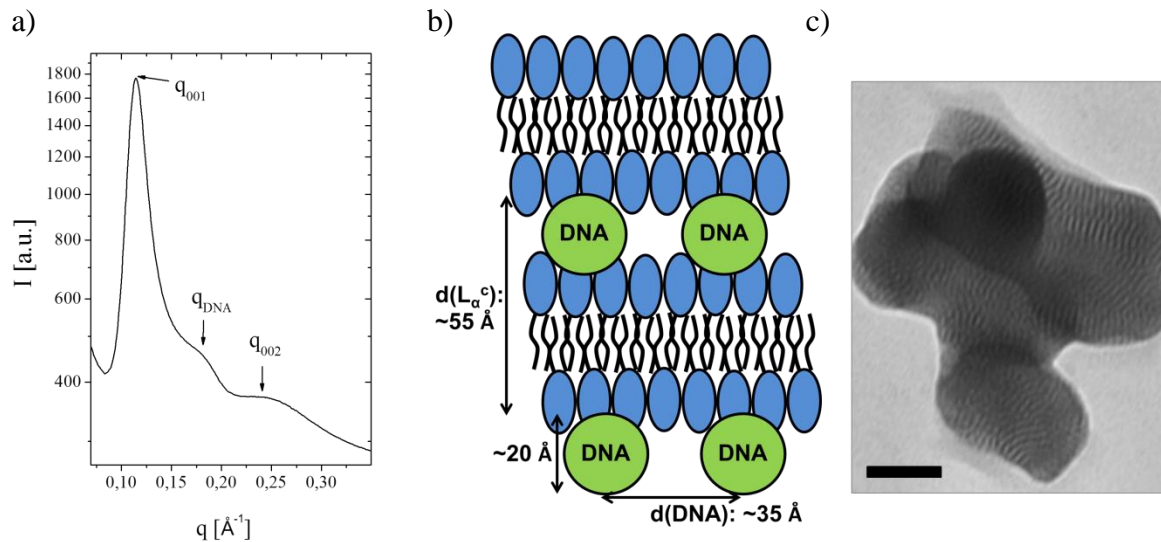 a)
b)
c)
1800
1600
1400
1200
1000
800
600
400
I [a.u.]
q₀₀₁
q_DNA
q₀₀₂
0,10 0,15 0,20 0,25 0,30
q [Å⁻¹]
DNA DNA
d(Lαᶜ):
~55 Å
~20 Å
DNA DNA
d(DNA): ~35 Å